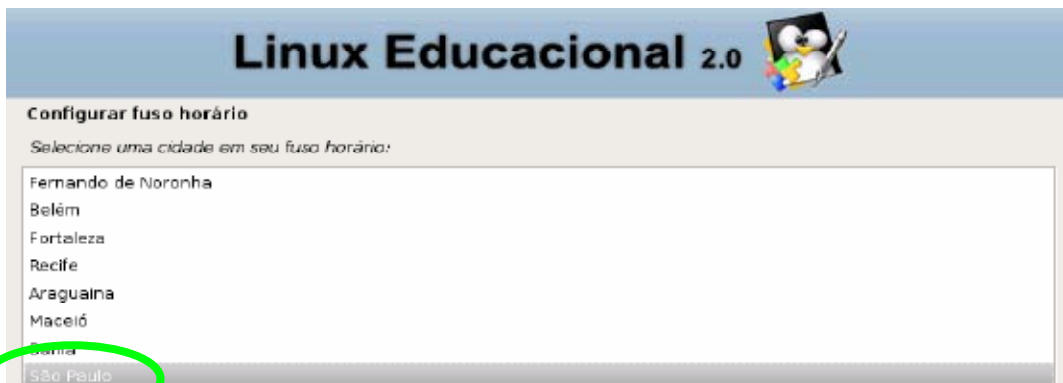 Linux Educacional 2.0
Configurar fuso horário
Selecione uma cidade em seu fuso horário:
Fernando de Noronha
Belém
Fortaleza
Recife
Araguaina
Maceió
Bahia
São Paulo